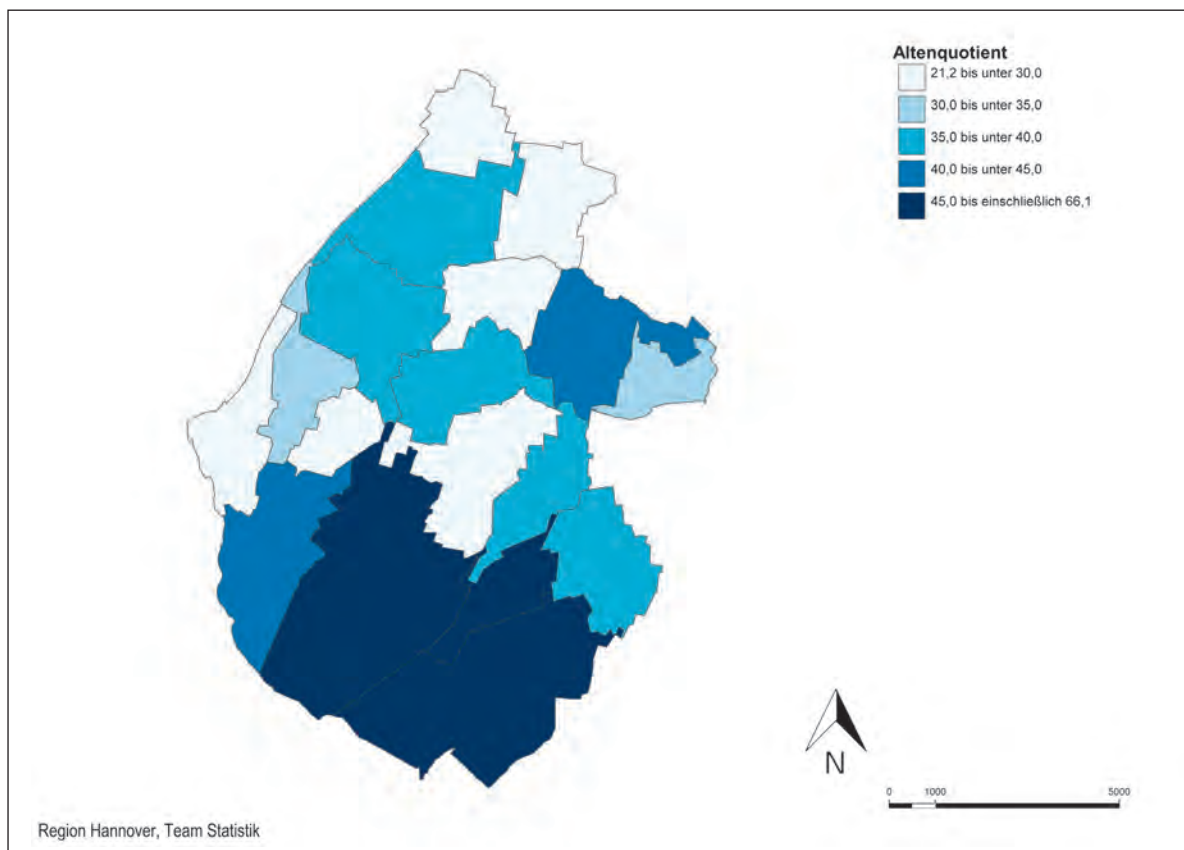 Altenquotient
21,2 bis unter 30,0
30,0 bis unter 35,0
35,0 bis unter 40,0
40,0 bis unter 45,0
45,0 bis einschließlich 66,1
N
0 1000 5000
Region Hannover, Team Statistik